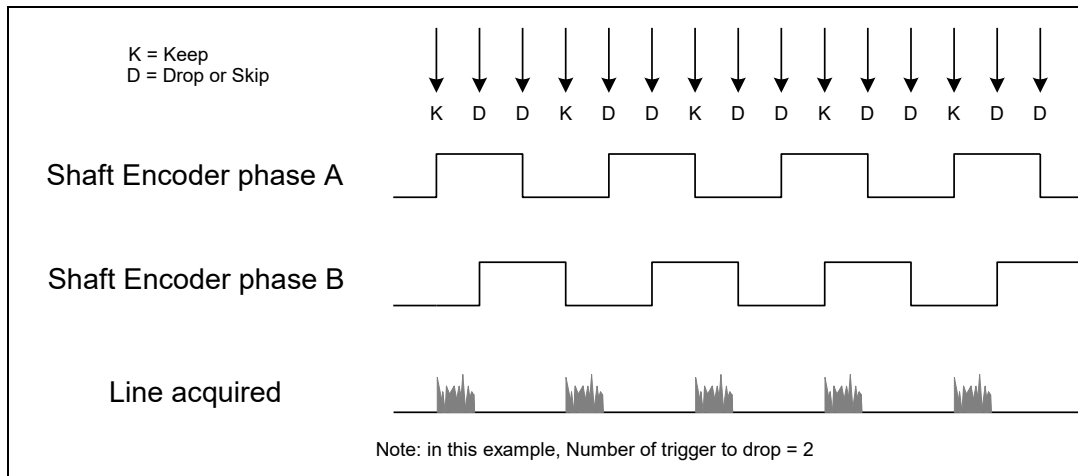 K = Keep
D = Drop or Skip
K D D K D D K D D K D D K D D
Shaft Encoder phase A
Shaft Encoder phase B
Line acquired
Note: in this example, Number of trigger to drop = 2